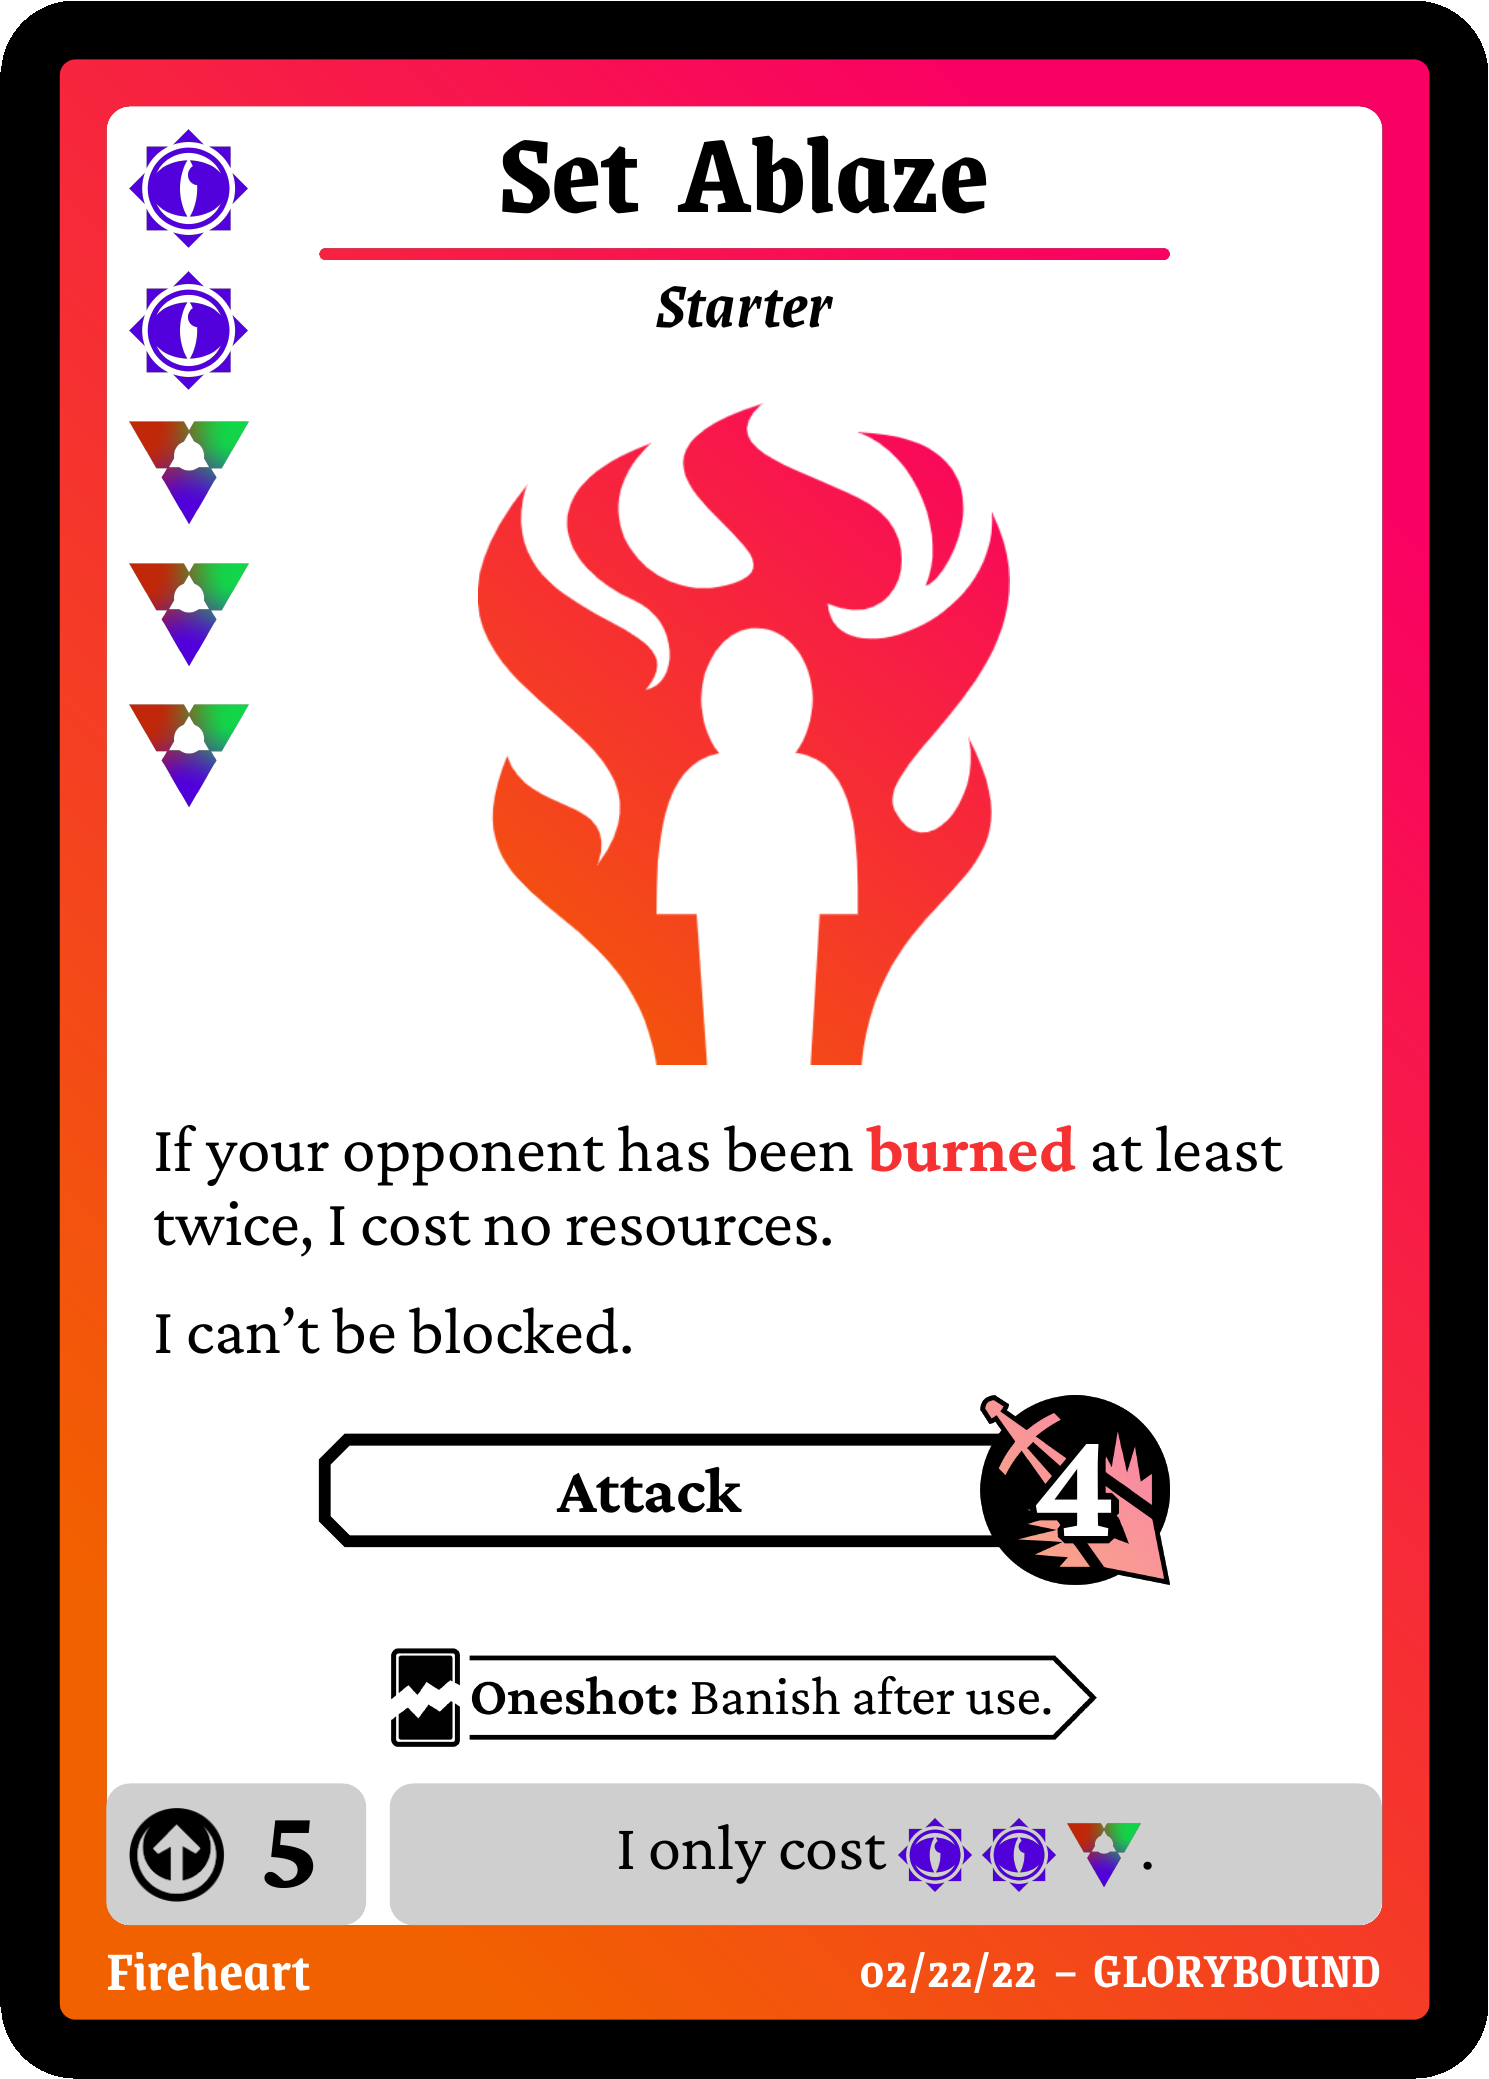 Set Ablaze
Starter
If your opponent has been burned at least
twice, I cost no resources.
I can’t be blocked.
Attack
4
Oneshot: Banish after use.
5
I only cost .
Fireheart
02/22/22 – GLORYBOUND